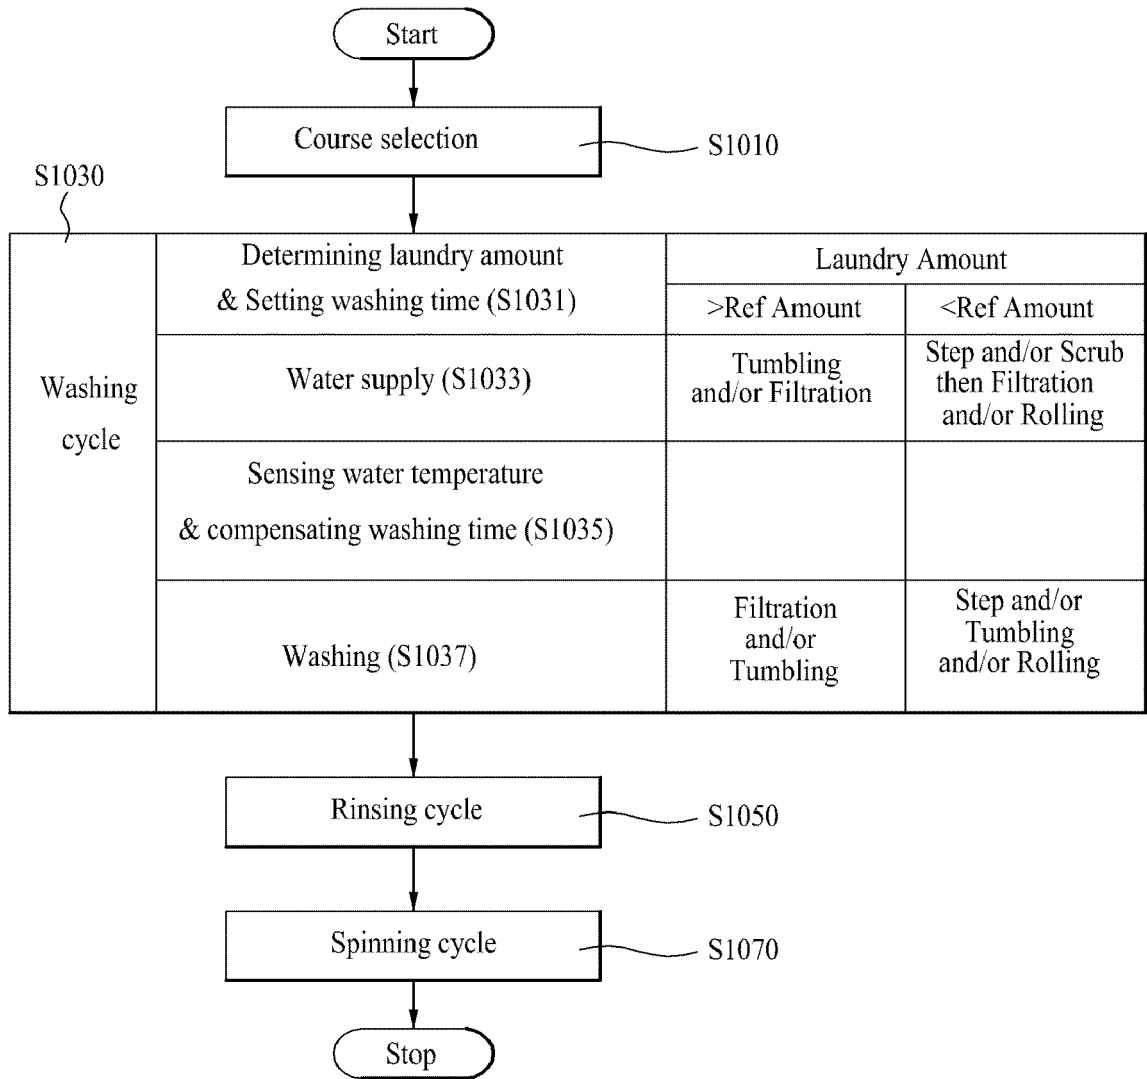 Start
Course selection
S1010
S1030
Washing
cycle
Determining laundry amount
& Setting washing time (S1031)
Laundry Amount
>Ref Amount
<Ref Amount
Water supply (S1033)
Tumbling
and/or Filtration
Step and/or Scrub
then Filtration
and/or Rolling
Sensing water temperature
& compensating washing time (S1035)
Washing (S1037)
Filtration
and/or
Tumbling
Step and/or
Tumbling
and/or Rolling
Rinsing cycle
S1050
Spinning cycle
S1070
Stop